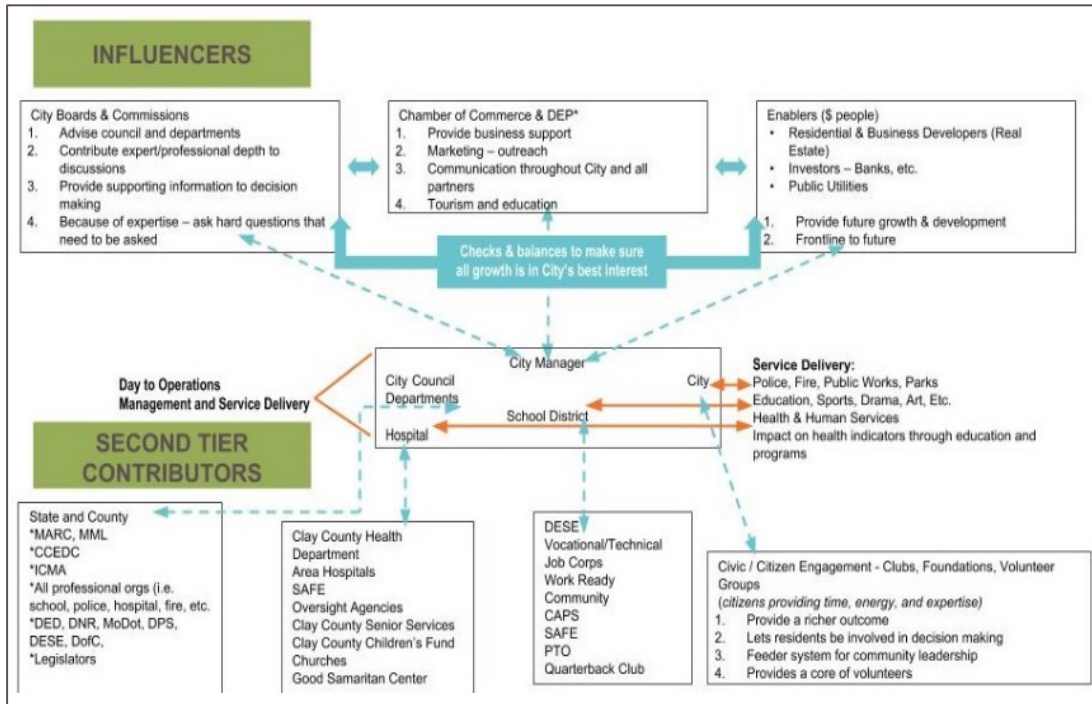 INFLUENCERS
City Boards & Commissions
1. Advise council and departments
2. Contribute expert/professional depth to
discussions
3. Provide supporting information to decision
making
4. Because of expertise – ask hard questions that
need to be asked
Chamber of Commerce & DEP*
1. Provide business support
2. Marketing – outreach
3. Communication throughout City and all
partners
4. Tourism and education
Enablers ($ people)
• Residential & Business Developers (Real
Estate)
• Investors – Banks, etc.
• Public Utilities
1. Provide future growth & development
2. Frontline to future
Checks & balances to make sure
all growth is in City's best interest
Day to Operations
Management and Service Delivery
City Manager
City Council
Departments
City
School District
Hospital
Service Delivery:
Police, Fire, Public Works, Parks
Education, Sports, Drama, Art, Etc.
Health & Human Services
Impact on health indicators through education and
programs
SECOND TIER
CONTRIBUTORS
State and County
*MARC, MML
*CCEDC
*ICMA
*All professional orgs (i.e.
school, police, hospital, fire, etc.
*DED, DNR, MoDot, DPS,
DESE, DofC,
*Legislators
Clay County Health
Department
Area Hospitals
SAFE
Oversight Agencies
Clay County Senior Services
Clay County Children's Fund
Churches
Good Samaritan Center
DESE
Vocational/Technical
Job Corps
Work Ready
Community
CAPS
SAFE
PTO
Quarterback Club
Civic / Citizen Engagement - Clubs, Foundations, Volunteer
Groups
(citizens providing time, energy, and expertise)
1. Provide a richer outcome
2. Lets residents be involved in decision making
3. Feeder system for community leadership
4. Provides a core of volunteers